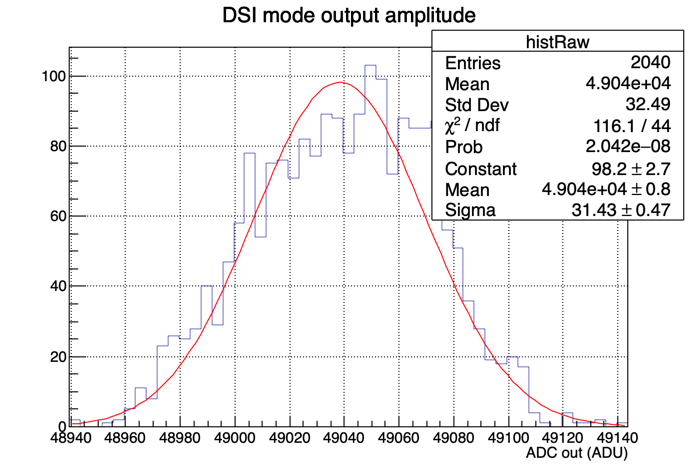 DSI mode output amplitude
histRaw
Entries 2040
Mean 4.904e+04
Std Dev 32.49
χ² / ndf 116.1 / 44
Prob 2.042e−08
Constant 98.2 ± 2.7
Mean 4.904e+04 ± 0.8
Sigma 31.43 ± 0.47
100
80
60
40
20
0
48940 48960 48980 49000 49020 49040 49060 49080 49100 49120 49140
ADC out (ADU)